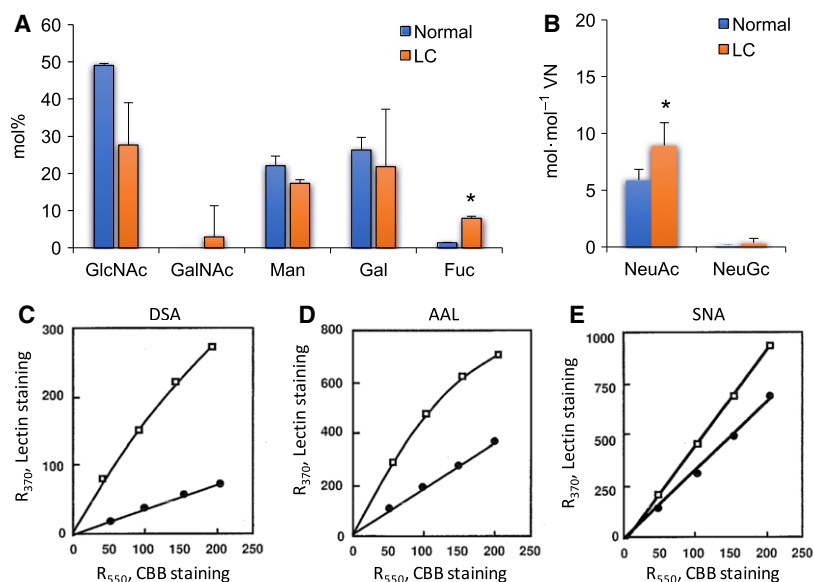 A
B
60
50
40
30
20
10
0
mol%
Normal
LC
*
GlcNAc GalNAc Man Gal Fuc
20
15
10
5
0
mol·mol⁻¹ VN
Normal
LC
*
NeuAc NeuGc
C DSA
300
200
100
0
R370, Lectin staining
0 50 100 150 200 250
R550, CBB staining
D AAL
800
600
400
200
0
R370, Lectin staining
0 50 100 150 200 250
R550, CBB staining
E SNA
1000
750
500
250
0
R370, Lectin staining
0 50 100 150 200 250
R550, CBB staining